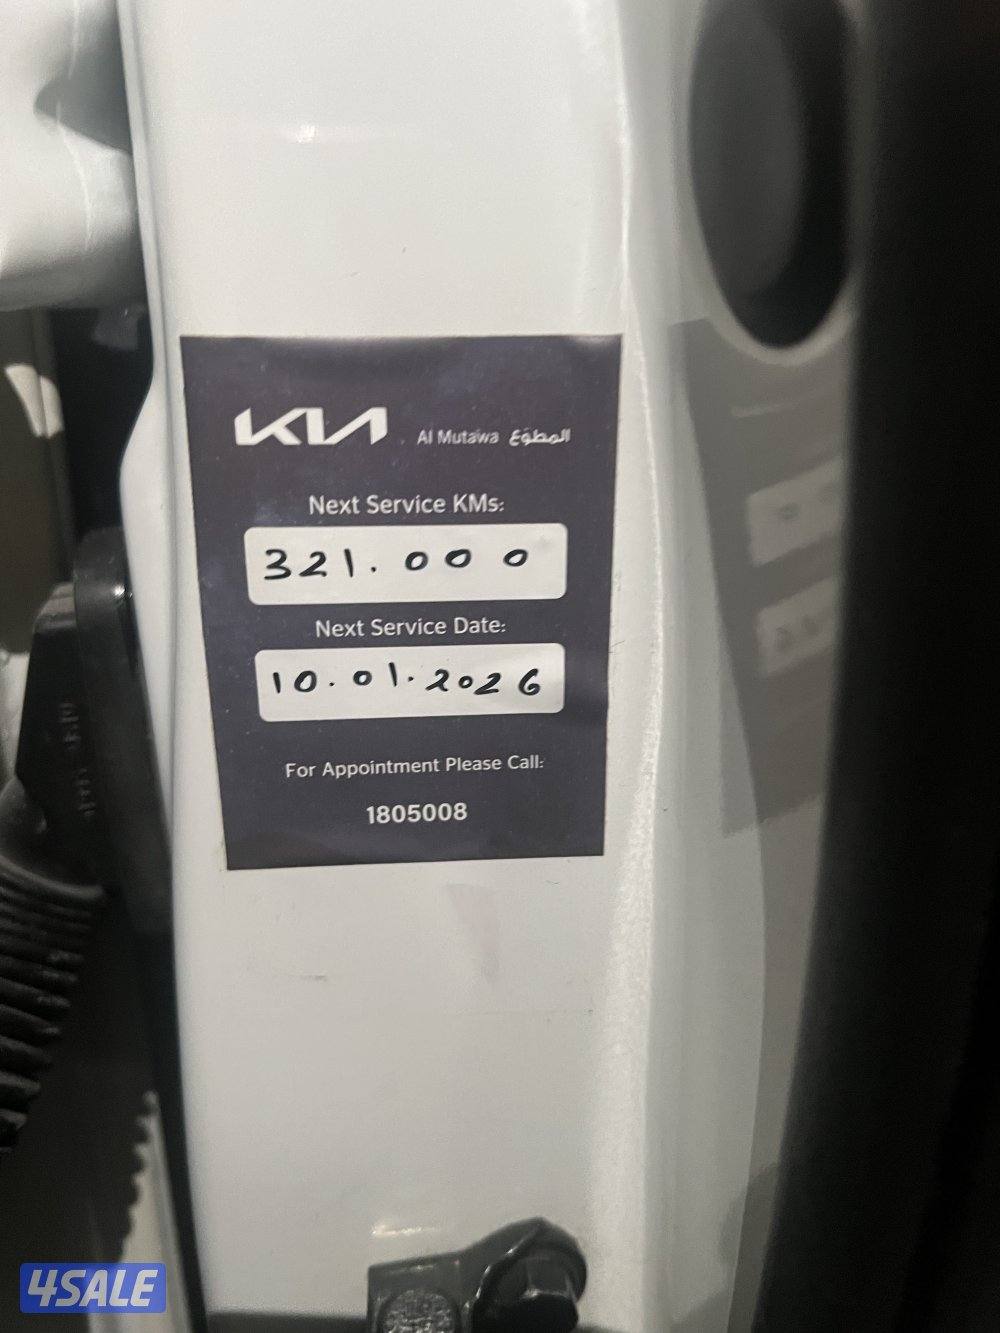 KIA Al Mutawa المطوّع
Next Service KMs:
321.000
Next Service Date:
10.01.2026
For Appointment Please Call:
1805008
4SALE